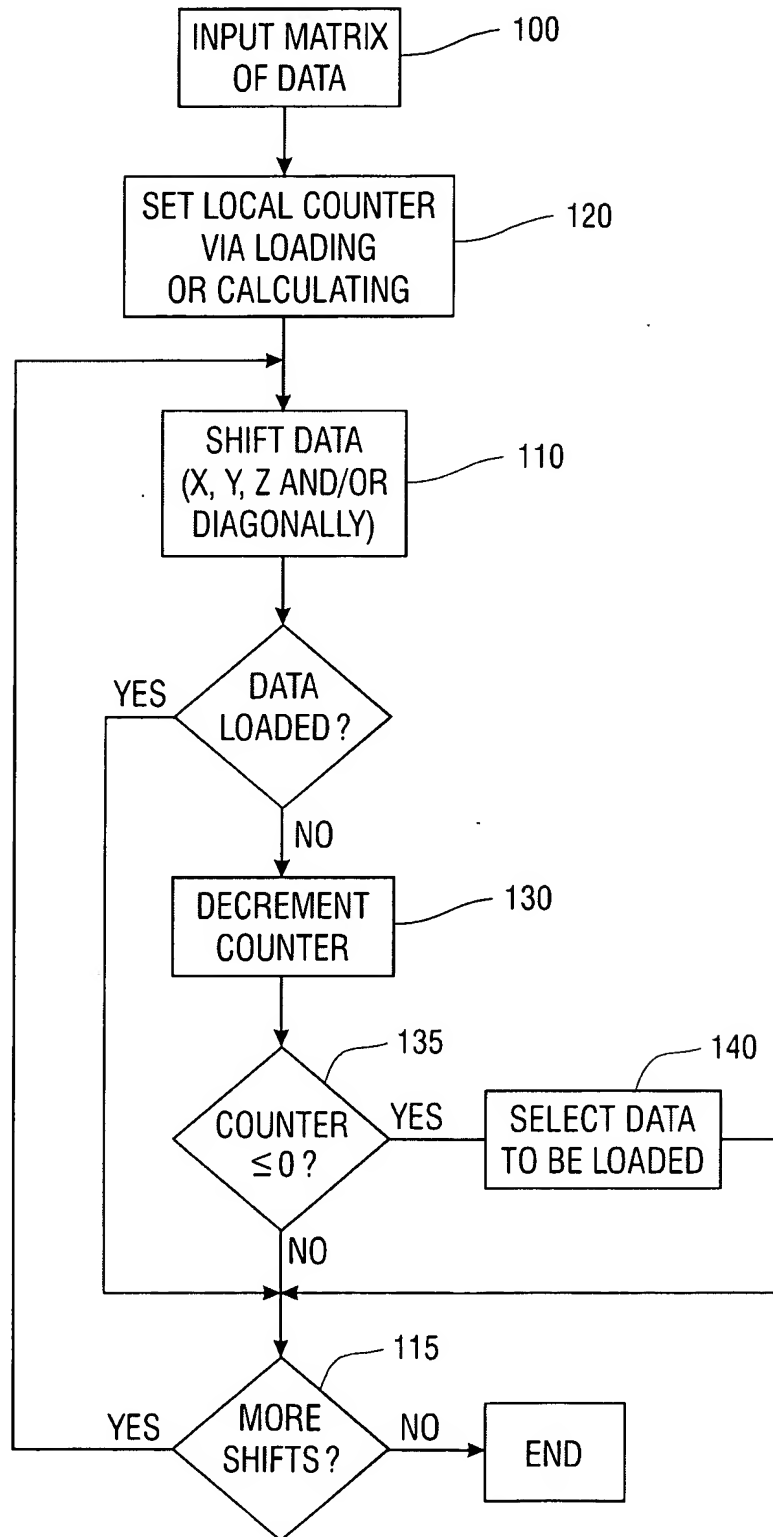 INPUT MATRIX
OF DATA
100
SET LOCAL COUNTER
VIA LOADING
OR CALCULATING
120
SHIFT DATA
(X, Y, Z AND/OR
DIAGONALLY)
110
DATA
LOADED?
YES
NO
DECREMENT
COUNTER
130
COUNTER
≤ 0?
135
YES
SELECT DATA
TO BE LOADED
140
NO
MORE
SHIFTS?
115
YES
NO
END